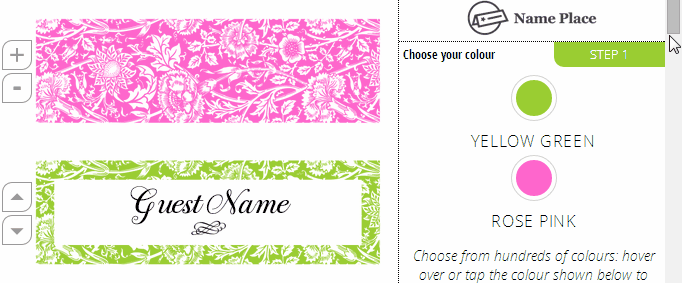 Name Place
Choose your colour
STEP 1
+
-
YELLOW GREEN
Guest Name
ROSE PINK
Choose from hundreds of colours: hover
over or tap the colour shown below to